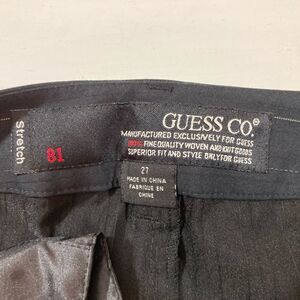 Stretch
81
GUESS CO.®
MANUFACTURED EXCLUSIVELY FOR GUESS
100% FINE QUALITY WOVEN AND KNIT GOODS
SUPERIOR FIT AND STYLE ONLY FOR GUESS
27
MADE IN CHINA
FABRIQUE EN
CHINE